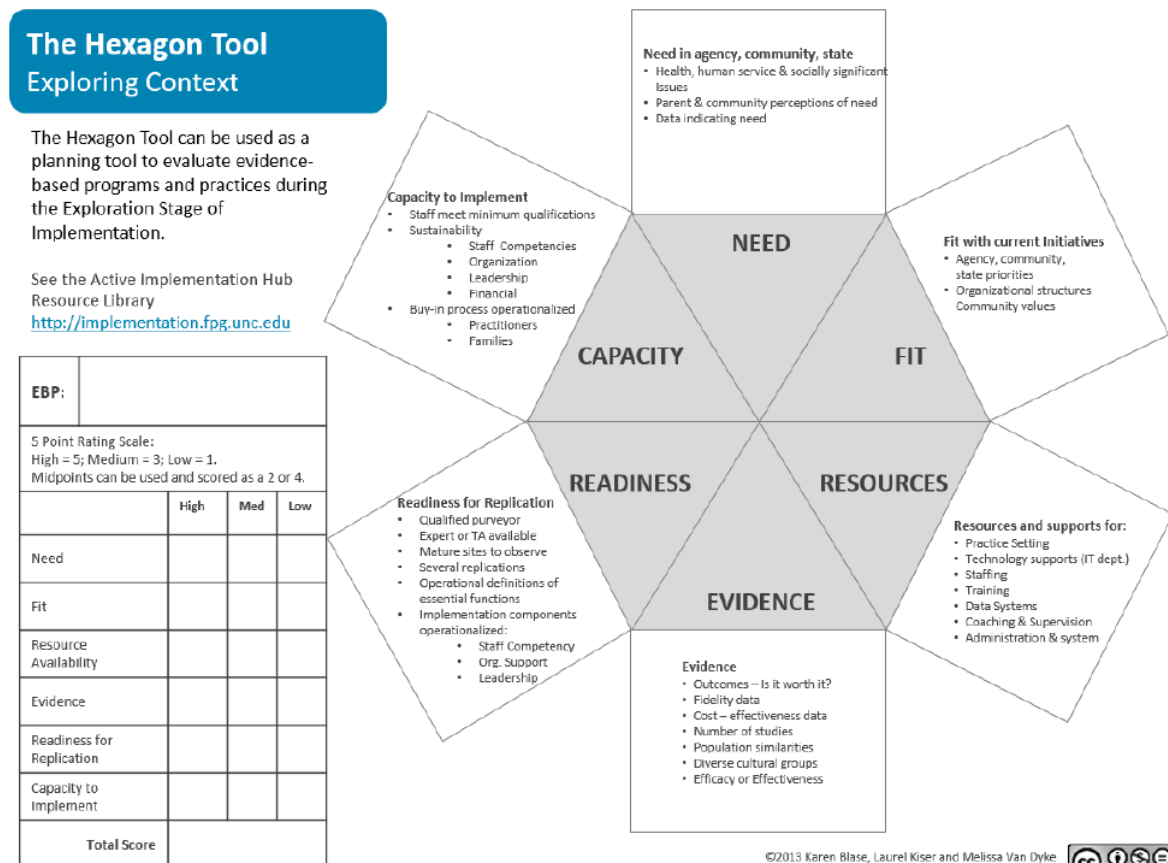 The Hexagon Tool
Exploring Context
The Hexagon Tool can be used as a
planning tool to evaluate evidence-
based programs and practices during
the Exploration Stage of
Implementation.
See the Active Implementation Hub
Resource Library
http://implementation.fpg.unc.edu
EBP:
5 Point Rating Scale:
High = 5; Medium = 3; Low = 1.
Midpoints can be used and scored as a 2 or 4.
High Med Low
Need
Fit
Resource
Availability
Evidence
Readiness for
Replication
Capacity to
Implement
Total Score
Need in agency, community, state
• Health, human service & socially significant
Issues
• Parent & community perceptions of need
• Data indicating need
Capacity to Implement
• Staff meet minimum qualifications
• Sustainability
• Staff Competencies
• Organization
• Leadership
• Financial
• Buy-in process operationalized
• Practitioners
• Families
Fit with current Initiatives
• Agency, community,
state priorities
• Organizational structures
Community values
NEED
CAPACITY
FIT
READINESS
RESOURCES
EVIDENCE
Readiness for Replication
• Qualified purveyor
• Expert or TA available
• Mature sites to observe
• Several replications
• Operational definitions of
essential functions
• Implementation components
operationalized:
• Staff Competency
• Org. Support
• Leadership
Resources and supports for:
• Practice Setting
• Technology supports (IT dept.)
• Staffing
• Training
• Data Systems
• Coaching & Supervision
• Administration & system
Evidence
• Outcomes – Is it worth it?
• Fidelity data
• Cost – effectiveness data
• Number of studies
• Population similarities
• Diverse cultural groups
• Efficacy or Effectiveness
©2013 Karen Blase, Laurel Kiser and Melissa Van Dyke